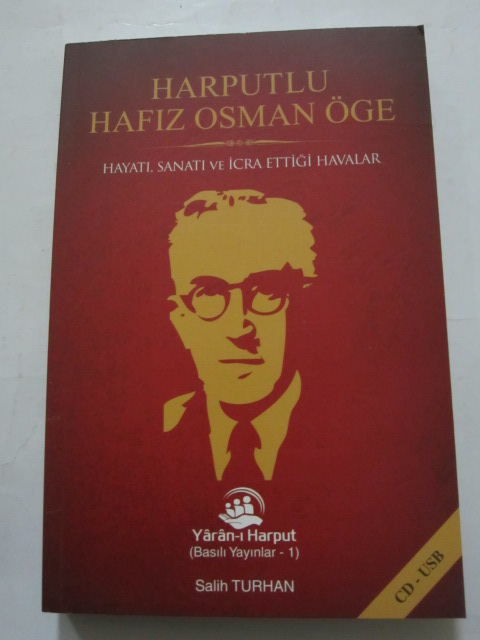 HARPUTLU
HAFIZ OSMAN ÖGE
HAYATI, SANATI VE İCRA ETTİĞİ HAVALAR
Yârân-ı Harput
(Basılı Yayınlar - 1)
Salih TURHAN
CD - USB